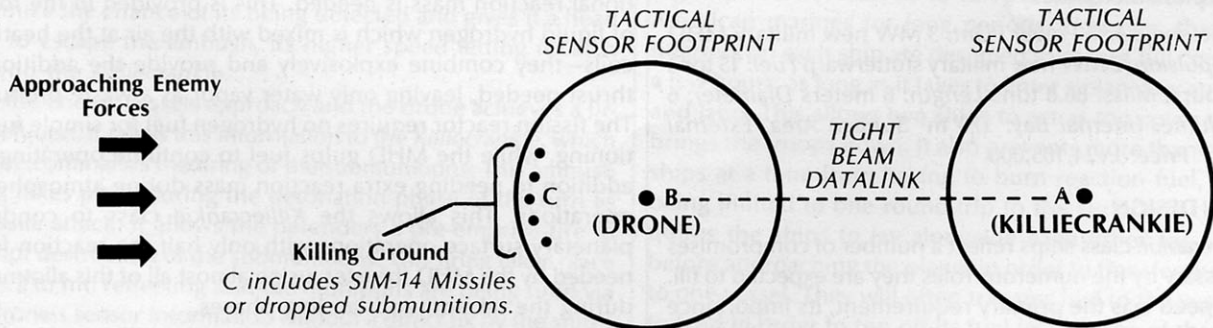 TACTICAL
SENSOR FOOTPRINT
TACTICAL
SENSOR FOOTPRINT
Approaching Enemy
Forces
TIGHT
BEAM
DATALINK
C
B
A
(DRONE)
(KILLIECRANKIE)
Killing Ground
C includes SIM-14 Missiles
or dropped Submunitions.